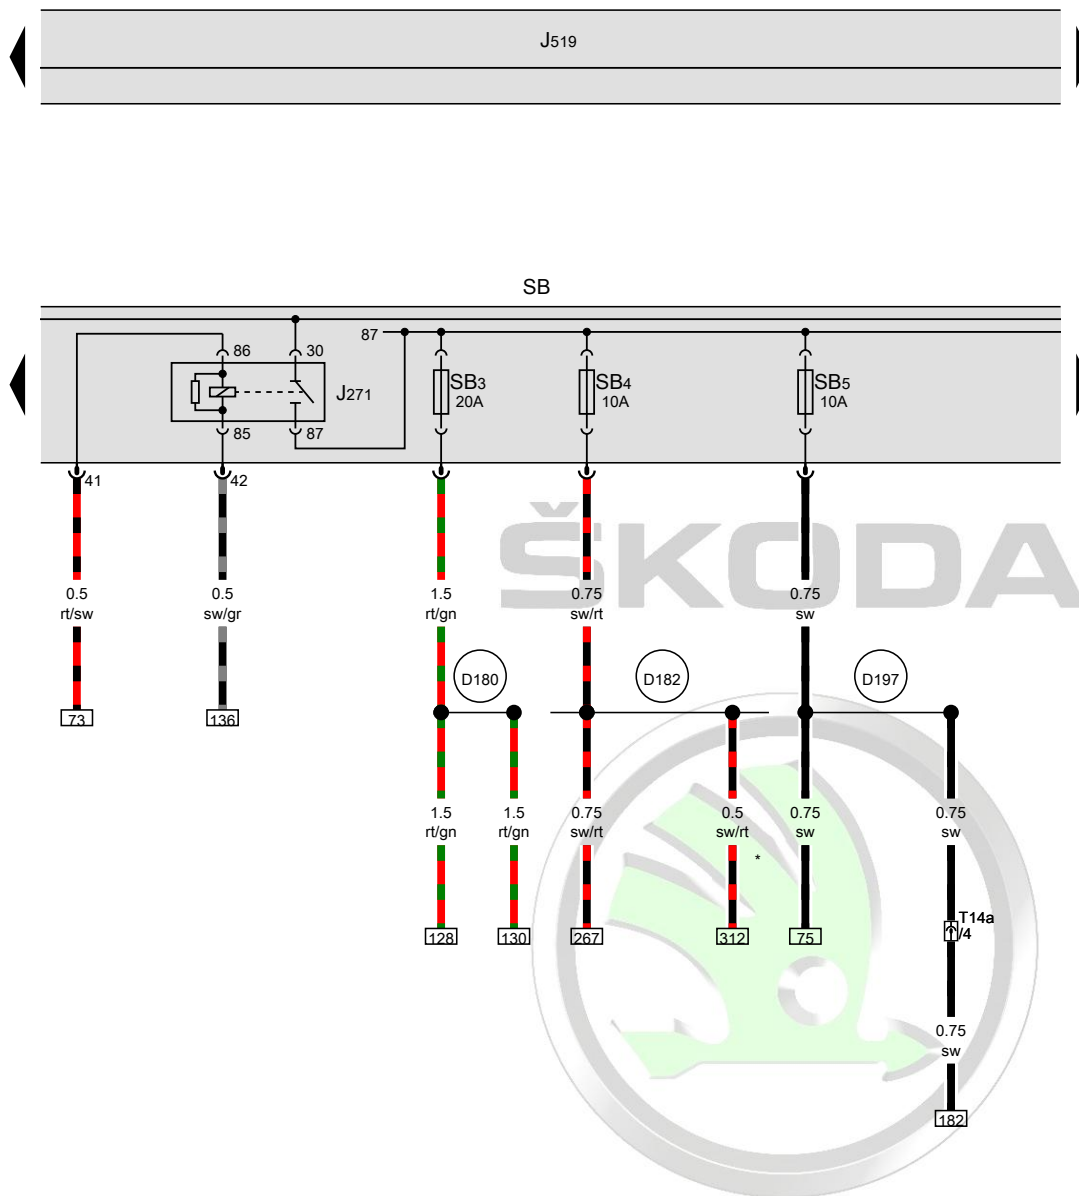 J519
SB
87
86 30
J271
85 87
SB3
20A
SB4
10A
SB5
10A
41 42
ŠKODA
0.5 0.5 1.5 0.75 0.75
rt/sw sw/gr rt/gn sw/rt sw
D180 D182 D197
73 136
1.5 1.5 0.75 0.5 0.75 0.75
rt/gn rt/gn sw/rt sw/rt sw sw
*
T14a
/4
128 130 267 312 75
0.75
sw
182